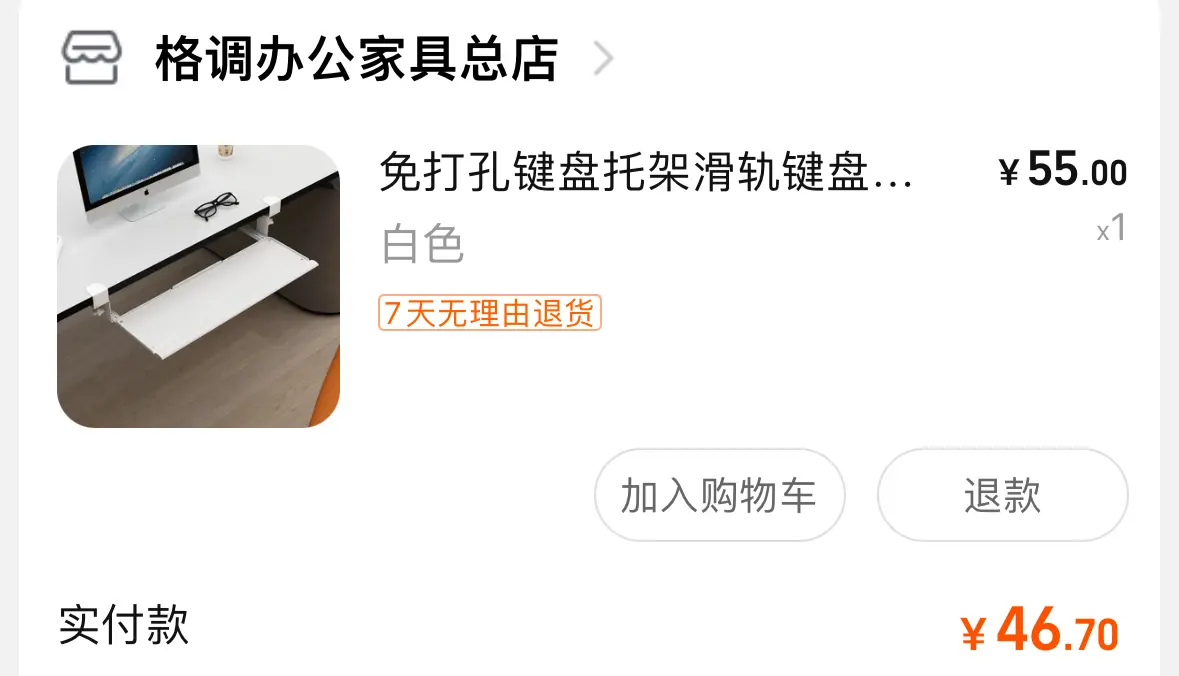 格调办公家具总店
免打孔键盘托架滑轨键盘... ¥55.00
白色 x1
7天无理由退货
加入购物车 退款
实付款 ¥46.70